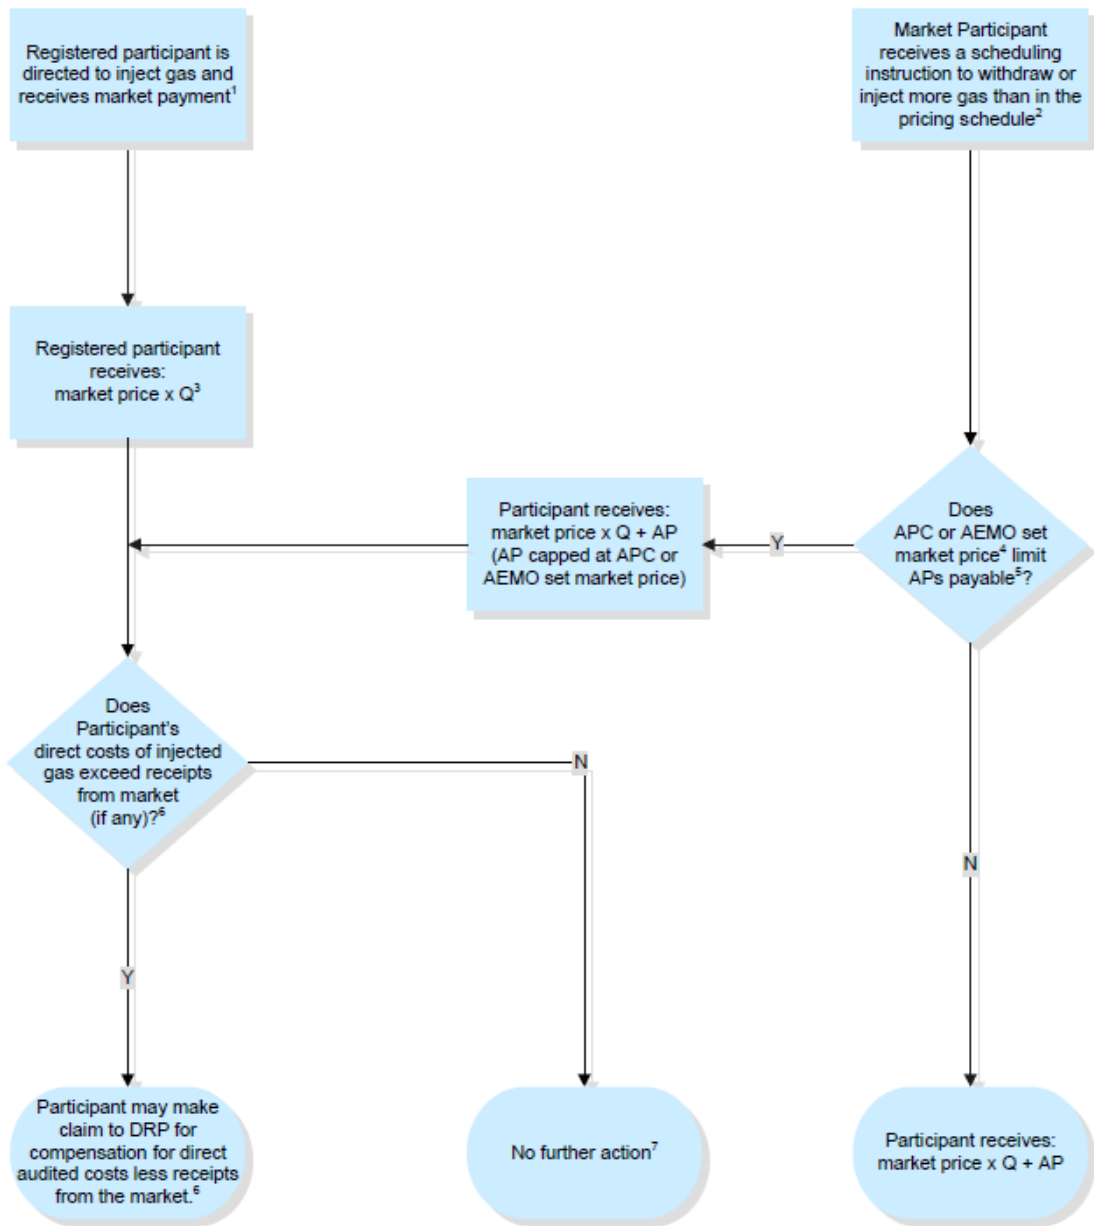 Registered participant is
directed to inject gas and
receives market payment¹
Market Participant
receives a scheduling
instruction to withdraw or
inject more gas than in the
pricing schedule²
Registered participant
receives:
market price x Q³
Participant receives:
market price x Q + AP
(AP capped at APC or
AEMO set market price)
Y
Does
APC or AEMO set
market price⁴ limit
APs payable⁵?
Does
Participant's
direct costs of injected
gas exceed receipts
from market
(if any)?⁶
N
N
Y
Participant may make
claim to DRP for
compensation for direct
audited costs less receipts
from the market.⁶
No further action⁷
Participant receives:
market price x Q + AP